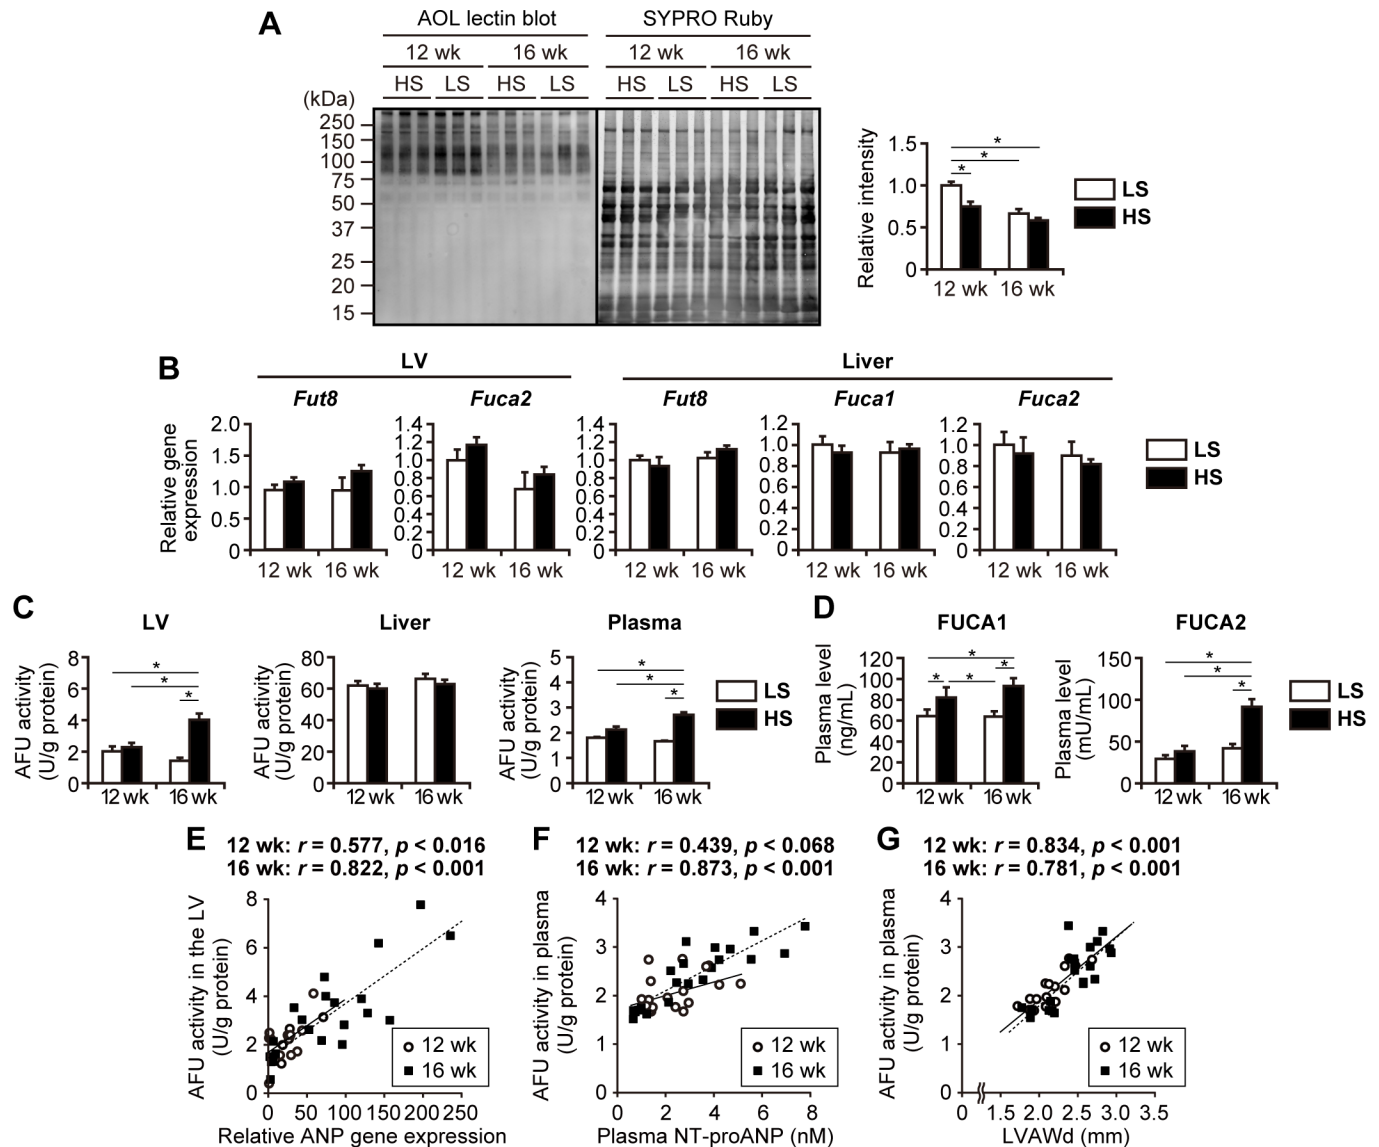 A
AOL lectin blot
SYPRO Ruby
12 wk 16 wk 12 wk 16 wk
HS LS HS LS HS LS HS LS
(kDa)
250
150
100
75
50
37
25
20
15
Relative intensity
1.5
1.0
0.5
0
* * *
12 wk 16 wk
LS
HS
B
LV
Liver
Fut8 Fuca2 Fut8 Fuca1 Fuca2
Relative gene
expression
2.0
1.5
1.0
0.5
0
12 wk 16 wk
1.4
1.2
1.0
0.8
0.6
0.4
0.2
0
12 wk 16 wk
1.4
1.2
1.0
0.8
0.6
0.4
0.2
0
12 wk 16 wk
1.2
1.0
0.8
0.6
0.4
0.2
0
12 wk 16 wk
1.2
1.0
0.8
0.6
0.4
0.2
0
12 wk 16 wk
LS
HS
C
LV
AFU activity
(U/g protein)
8
6
4
2
0
* * *
12 wk 16 wk
Liver
AFU activity
(U/g protein)
80
60
40
20
0
12 wk 16 wk
Plasma
AFU activity
(U/g protein)
5
4
3
2
1
0
* * *
12 wk 16 wk
LS
HS
D
FUCA1
Plasma level
(ng/mL)
120
100
80
60
40
20
0
* * * *
12 wk 16 wk
FUCA2
Plasma level
(mU/mL)
150
100
50
0
* * *
12 wk 16 wk
LS
HS
E
12 wk: r = 0.577, p < 0.016
16 wk: r = 0.822, p < 0.001
AFU activity in the LV
(U/g protein)
8
6
4
2
0
0 50 100 150 200 250
Relative ANP gene expression
12 wk
16 wk
F
12 wk: r = 0.439, p < 0.068
16 wk: r = 0.873, p < 0.001
AFU activity in plasma
(U/g protein)
4
3
2
1
0
0 2 4 6 8
Plasma NT-proANP (nM)
12 wk
16 wk
G
12 wk: r = 0.834, p < 0.001
16 wk: r = 0.781, p < 0.001
AFU activity in plasma
(U/g protein)
4
3
2
1
0
0 1.5 2.0 2.5 3.0 3.5
LVAWd (mm)
12 wk
16 wk